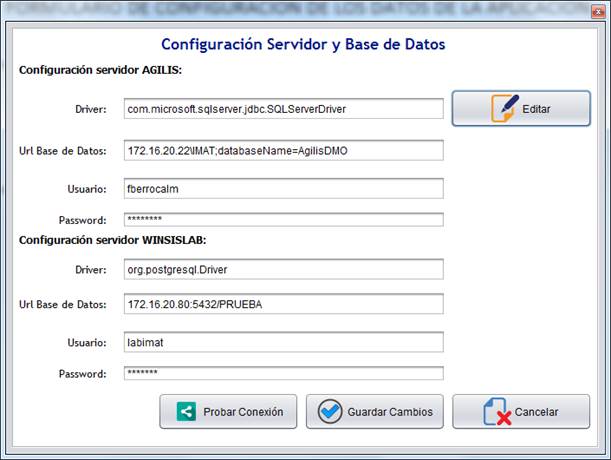 FORMULARIO DE CONFIGURACION DE LOS DATOS DE LA APLICACION
Configuración Servidor y Base de Datos
Configuración servidor AGILIS:
Driver: com.microsoft.sqlserver.jdbc.SQLServerDriver Editar
Url Base de Datos: 172.16.20.22\IMAT;databaseName=AgilisDMO
Usuario: fberrocalm
Password: ********
Configuración servidor WINSISLAB:
Driver: org.postgresql.Driver
Url Base de Datos: 172.16.20.80:5432/PRUEBA
Usuario: labimat
Password: *******
Probar Conexión Guardar Cambios Cancelar